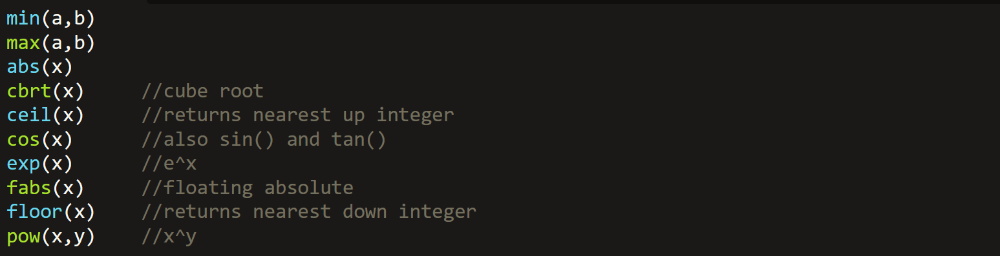 min(a,b)
max(a,b)
abs(x)
cbrt(x) //cube root
ceil(x) //returns nearest up integer
cos(x) //also sin() and tan()
exp(x) //e^x
fabs(x) //floating absolute
floor(x) //returns nearest down integer
pow(x,y) //x^y